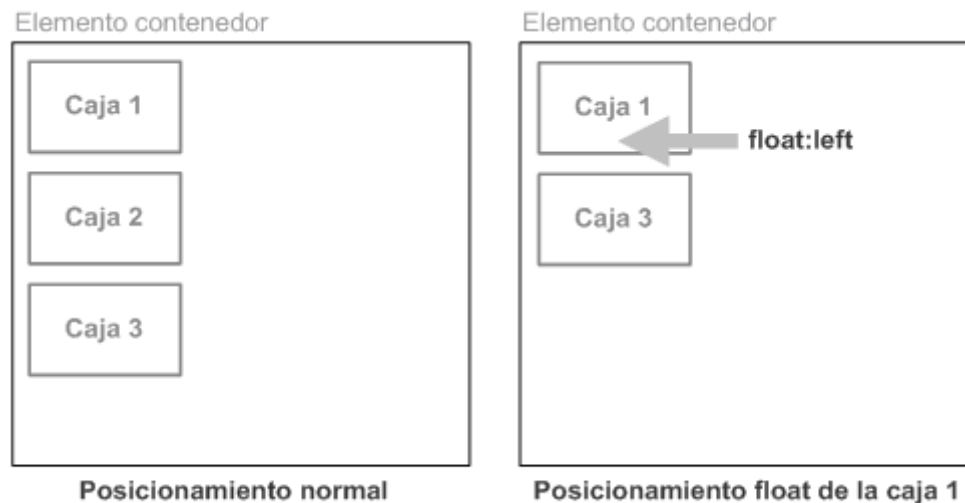 Elemento contenedor
Caja 1
Caja 2
Caja 3
Posicionamiento normal
Elemento contenedor
Caja 1
float:left
Caja 3
Posicionamiento float de la caja 1